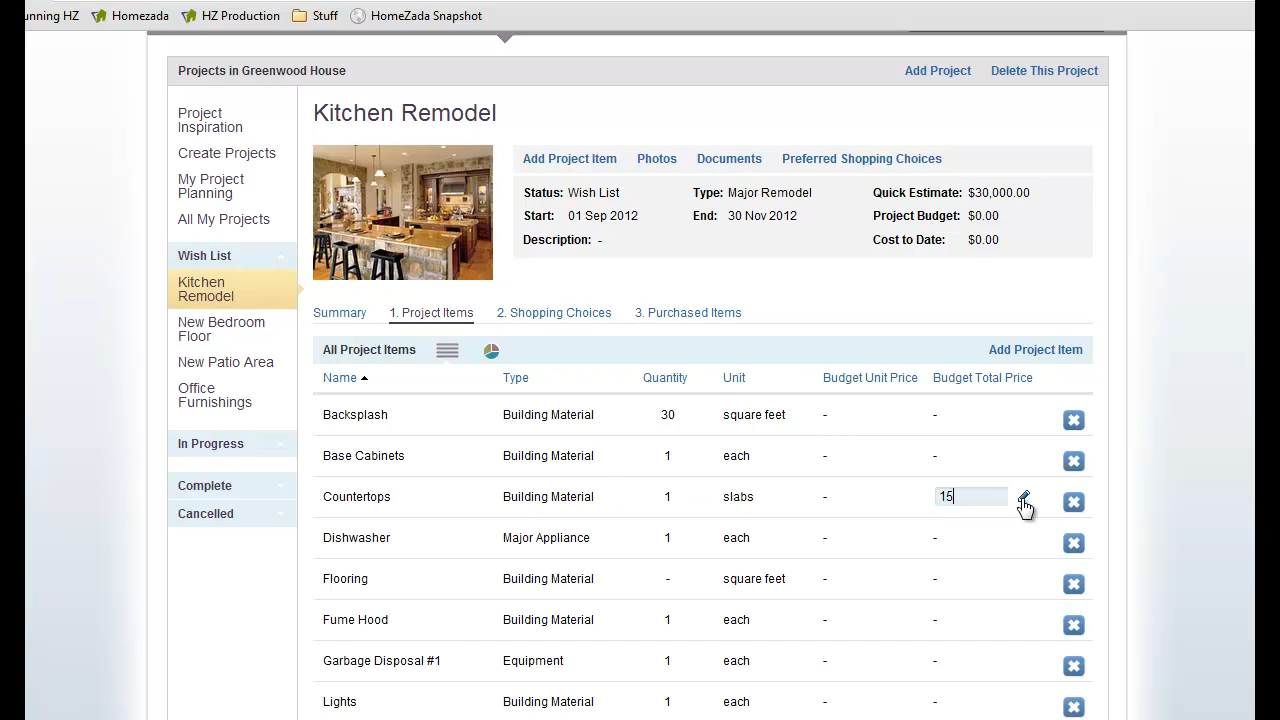 unning HZ Homezada HZ Production Stuff HomeZada Snapshot
Projects in Greenwood House Add Project Delete This Project
Project
Inspiration
Create Projects
My Project
Planning
All My Projects
Wish List
Kitchen
Remodel
New Bedroom
Floor
New Patio Area
Office
Furnishings
In Progress
Complete
Cancelled
Kitchen Remodel
Add Project Item Photos Documents Preferred Shopping Choices
Status: Wish List Type: Major Remodel Quick Estimate: $30,000.00
Start: 01 Sep 2012 End: 30 Nov 2012 Project Budget: $0.00
Description: - Cost to Date: $0.00
Summary 1. Project Items 2. Shopping Choices 3. Purchased Items
All Project Items Add Project Item
Name Type Quantity Unit Budget Unit Price Budget Total Price
Backsplash Building Material 30 square feet - -
Base Cabinets Building Material 1 each - -
Countertops Building Material 1 slabs - 15
Dishwasher Major Appliance 1 each - -
Flooring Building Material - square feet - -
Fume Hood Building Material 1 each - -
Garbage Disposal #1 Equipment 1 each - -
Lights Building Material 1 each - -